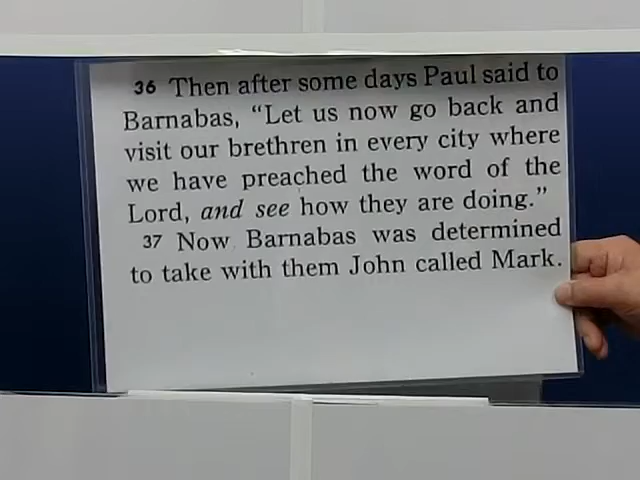 36 Then after some days Paul said to
Barnabas, “Let us now go back and
visit our brethren in every city where
we have preached the word of the
Lord, and see how they are doing.”
37 Now Barnabas was determined
to take with them John called Mark.